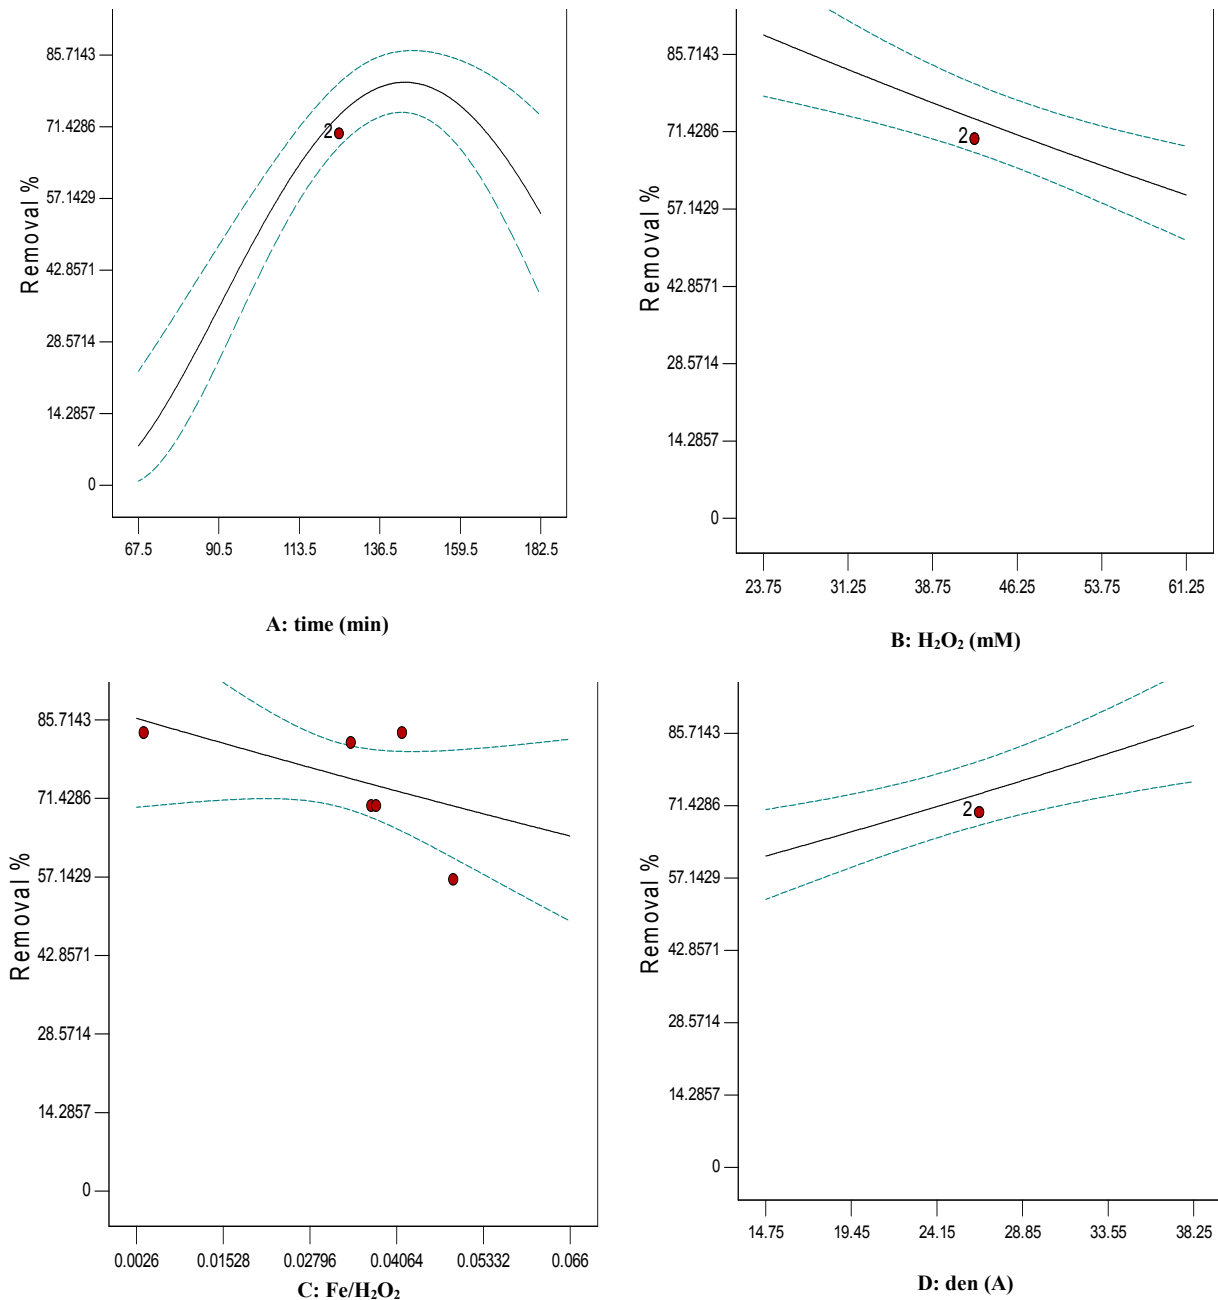 85.7143
71.4286
57.1429
42.8571
28.5714
14.2857
0
Removal %
2
67.5 90.5 113.5 136.5 159.5 182.5
A: time (min)
85.7143
71.4286
57.1429
42.8571
28.5714
14.2857
0
Removal %
2
23.75 31.25 38.75 46.25 53.75 61.25
B: H₂O₂ (mM)
85.7143
71.4286
57.1429
42.8571
28.5714
14.2857
0
Removal %
0.0026 0.01528 0.02796 0.04064 0.05332 0.066
C: Fe/H₂O₂
85.7143
71.4286
57.1429
42.8571
28.5714
14.2857
0
Removal %
2
14.75 19.45 24.15 28.85 33.55 38.25
D: den (A)